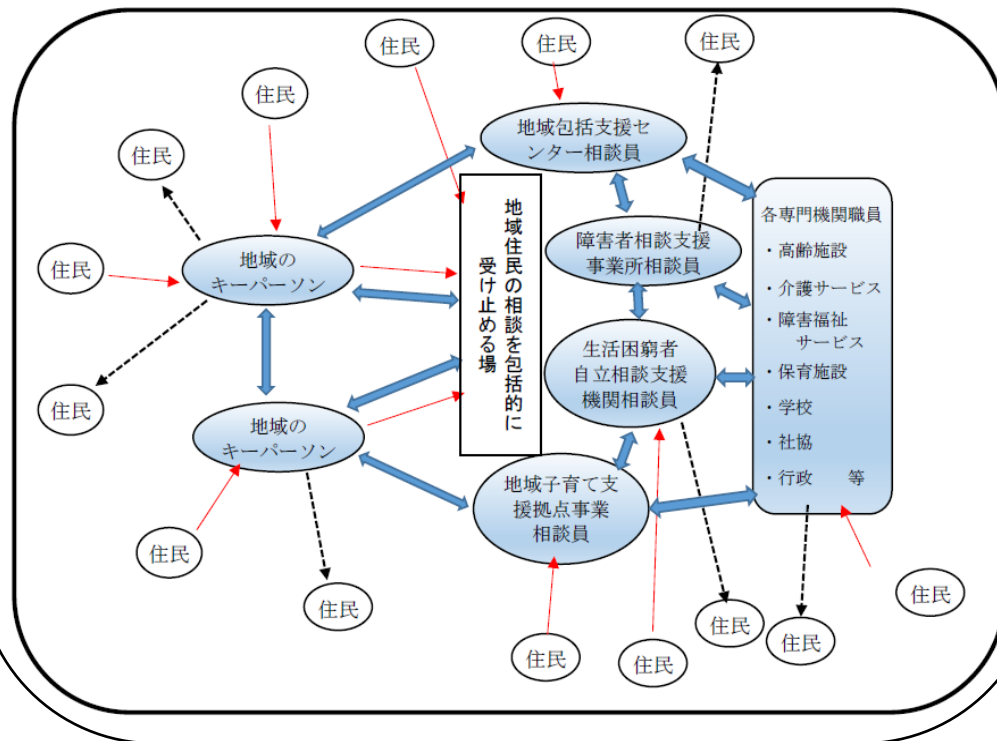 住民
住民
住民
住民
住民
地域包括支援セ
ンター相談員
住民
各専門機関職員
・高齢施設
・介護サービス
・障害福祉
サービス
・保育施設
・学校
・社協
・行政　等
障害者相談支援
事業所相談員
地域住民の相談を包括的に
受け止める場
地域の
キーパーソン
住民
生活困窮者
自立相談支援
機関相談員
住民
地域の
キーパーソン
地域子育て支
援拠点事業
相談員
住民
住民
住民
住民
住民
住民
住民